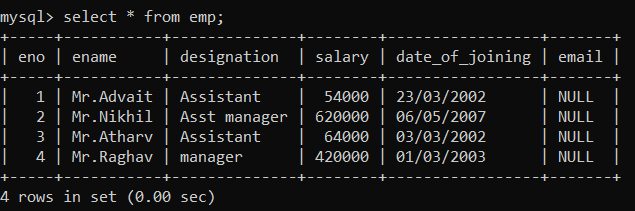 mysql> select * from emp;
+-----+-----------+--------------+--------+-----------------+-------+
| eno | ename     | designation  | salary | date_of_joining | email |
+-----+-----------+--------------+--------+-----------------+-------+
|   1 | Mr.Advait | Assistant    |  54000 | 23/03/2002      | NULL  |
|   2 | Mr.Nikhil | Asst manager | 620000 | 06/05/2007      | NULL  |
|   3 | Mr.Atharv | Assistant    |  64000 | 03/03/2002      | NULL  |
|   4 | Mr.Raghav | manager      | 420000 | 01/03/2003      | NULL  |
+-----+-----------+--------------+--------+-----------------+-------+
4 rows in set (0.00 sec)